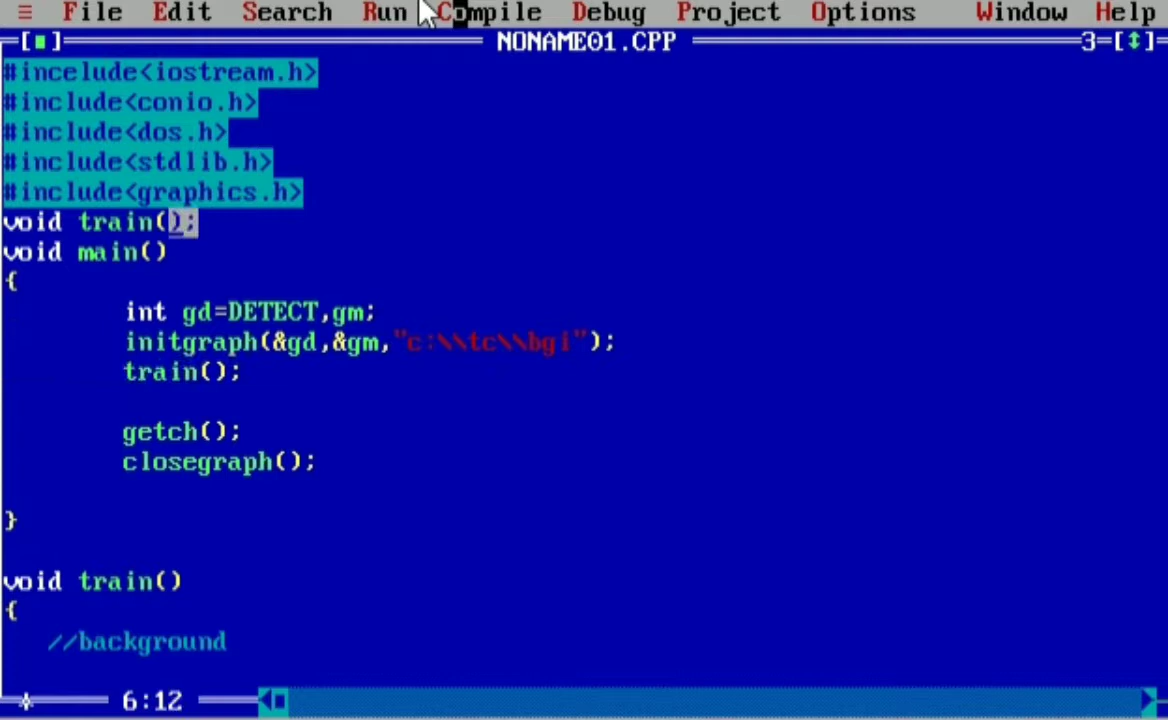 ≡ File Edit Search Run Compile Debug Project Options Window Help
[■] NONAME01.CPP 3=[↕]
#incelude<iostream.h>
#include<conio.h>
#include<dos.h>
#include<stdlib.h>
#include<graphics.h>
void train();
void main()
{
int gd=DETECT,gm;
initgraph(&gd,&gm,"c:\\tc\\bgi");
train();
getch();
closegraph();
}
void train()
{
//background
6:12